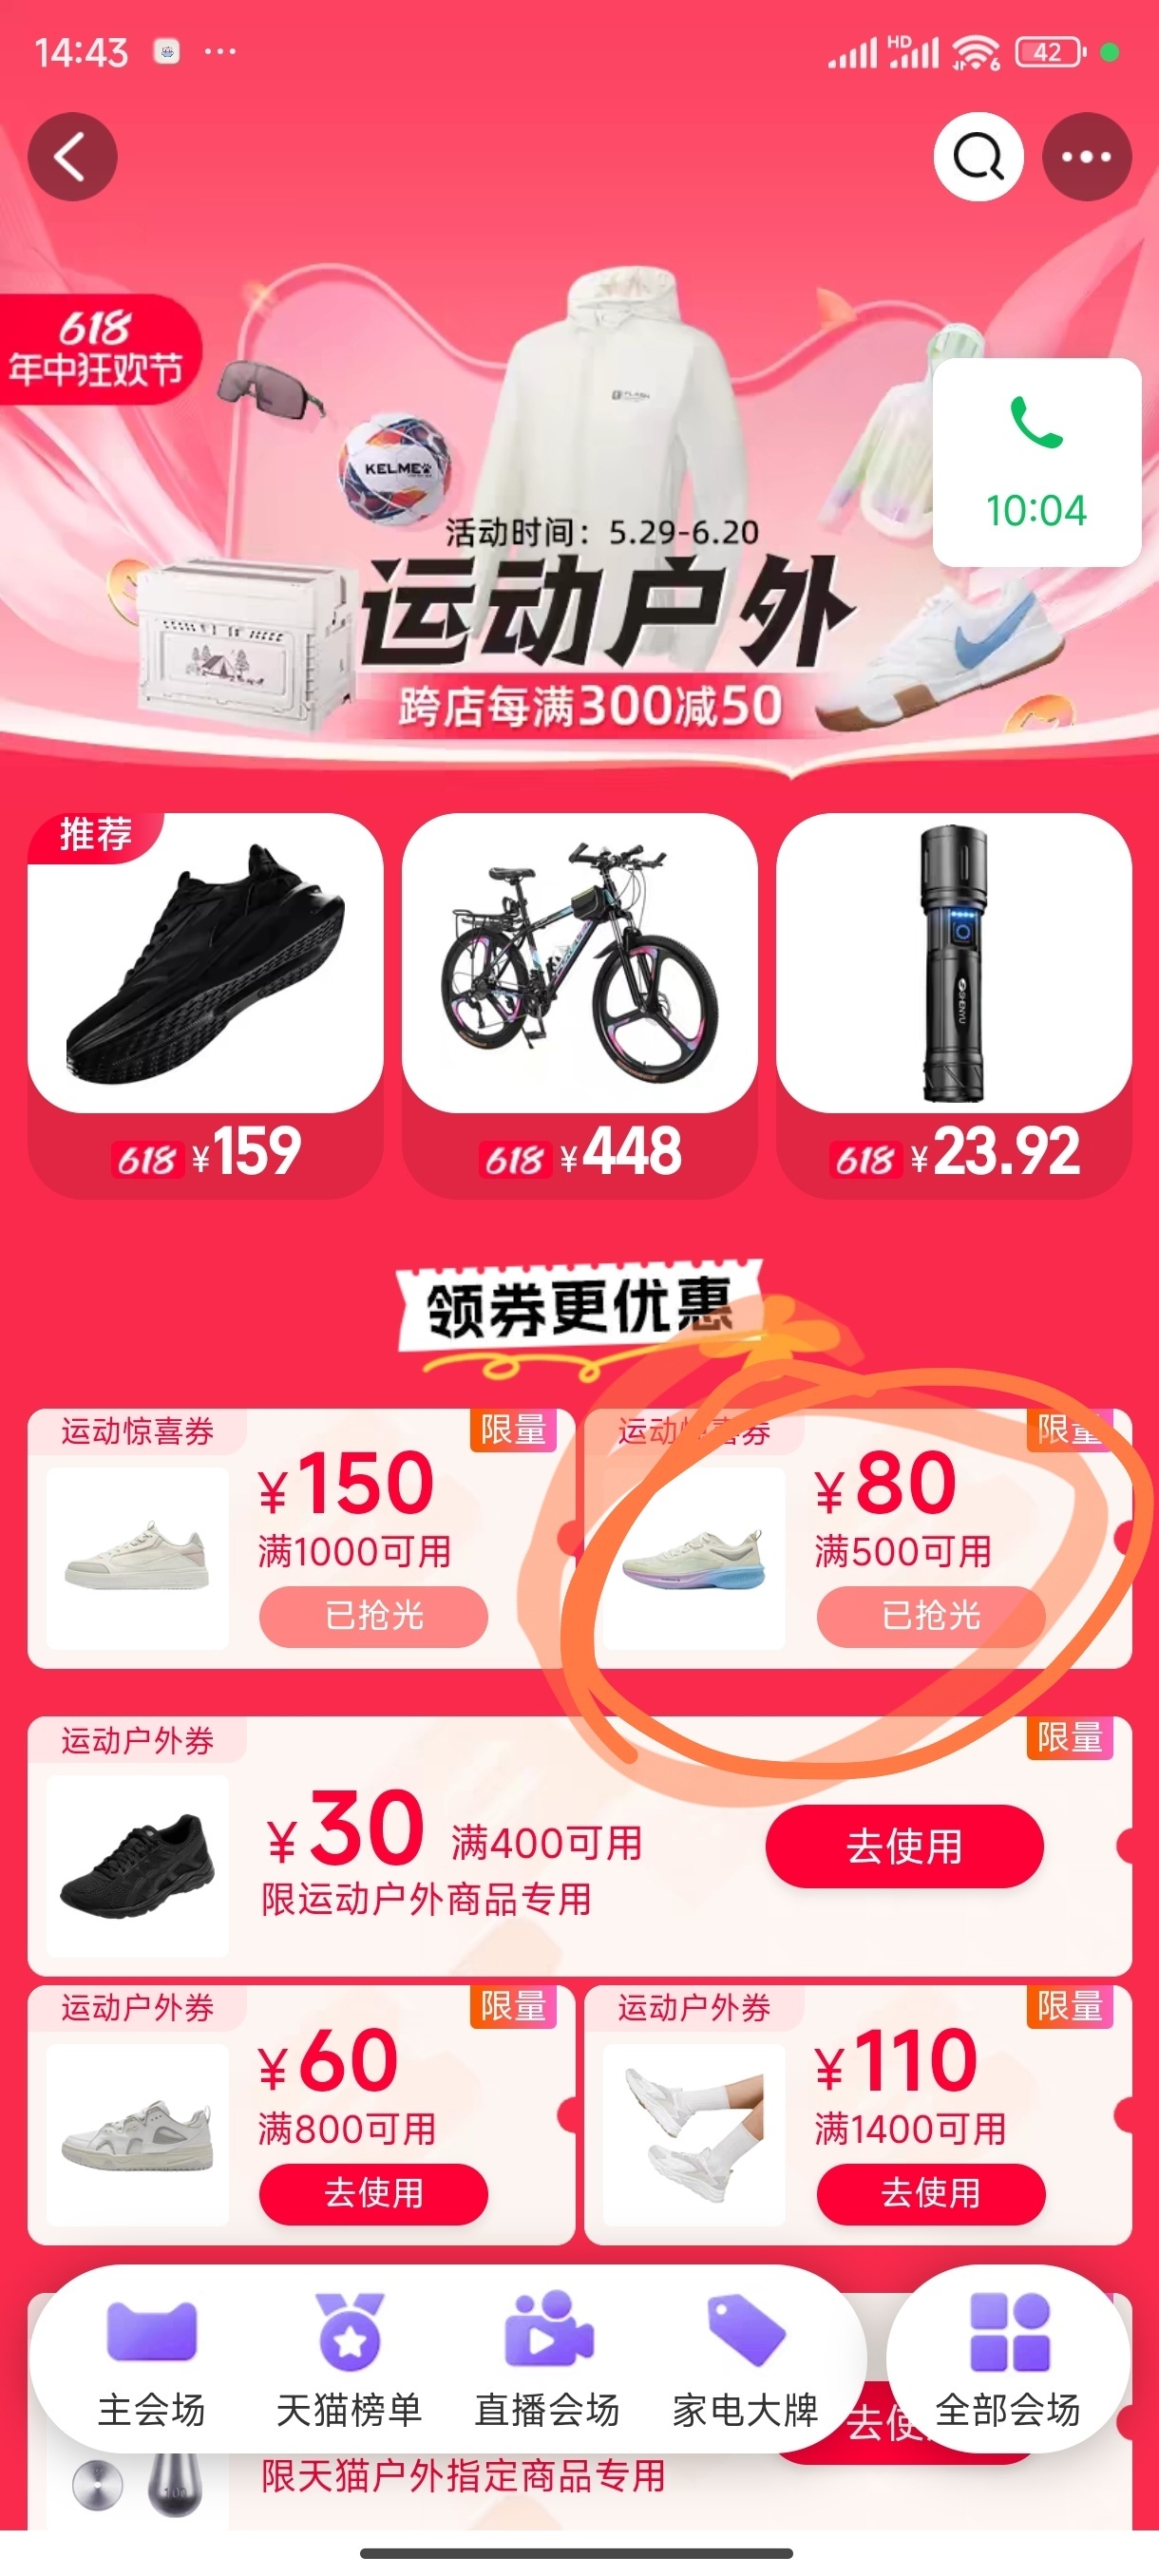 14:43
HD
6
42
618
年中狂欢节
KELME
FLASH
10:04
活动时间：5.29-6.20
运动户外
跨店每满300减50
推荐
SHENYU
618 ¥159
618 ¥448
618 ¥23.92
领券更优惠
运动惊喜券
限量
¥150
满1000可用
已抢光
运动惊喜券
限量
¥80
满500可用
已抢光
运动户外券
限量
¥30 满400可用
限运动户外商品专用
去使用
运动户外券
限量
¥60
满800可用
去使用
运动户外券
限量
¥110
满1400可用
去使用
主会场
天猫榜单
直播会场
家电大牌
去使
全部会场
限天猫户外指定商品专用
100